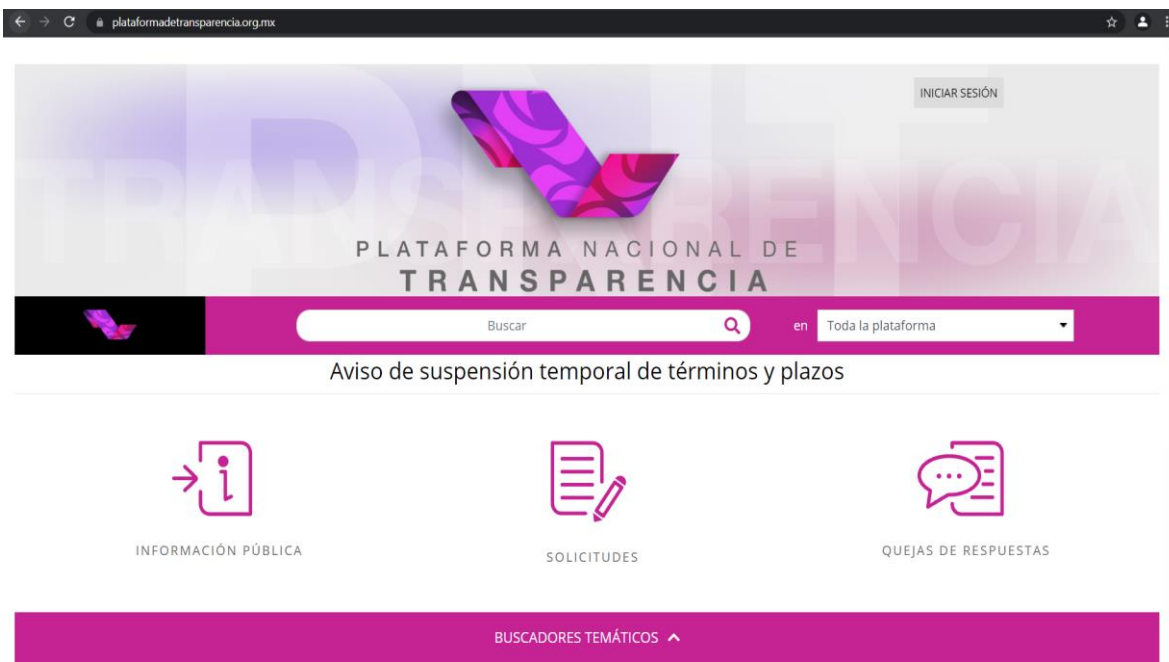 plataformadetransparencia.org.mx
PNT
TRANSPARENCIA
INICIAR SESIÓN
PLATAFORMA NACIONAL DE
TRANSPARENCIA
Buscar
en
Toda la plataforma
Aviso de suspensión temporal de términos y plazos
INFORMACIÓN PÚBLICA
SOLICITUDES
QUEJAS DE RESPUESTAS
BUSCADORES TEMÁTICOS